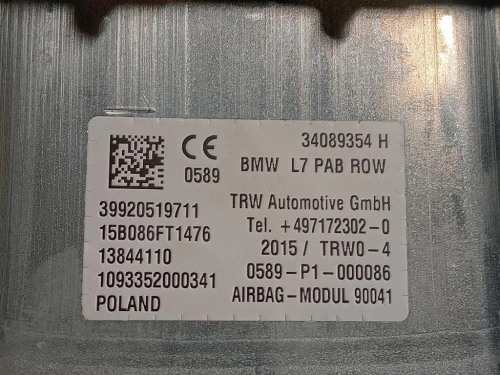 34089354 H
CE
0589 BMW L7 PAB ROW
39920519711 TRW Automotive GmbH
15B086FT1476 Tel. +497172302-0
13844110 2015 / TRW0-4
1093352000341 0589-P1-000086
POLAND AIRBAG-MODUL 90041